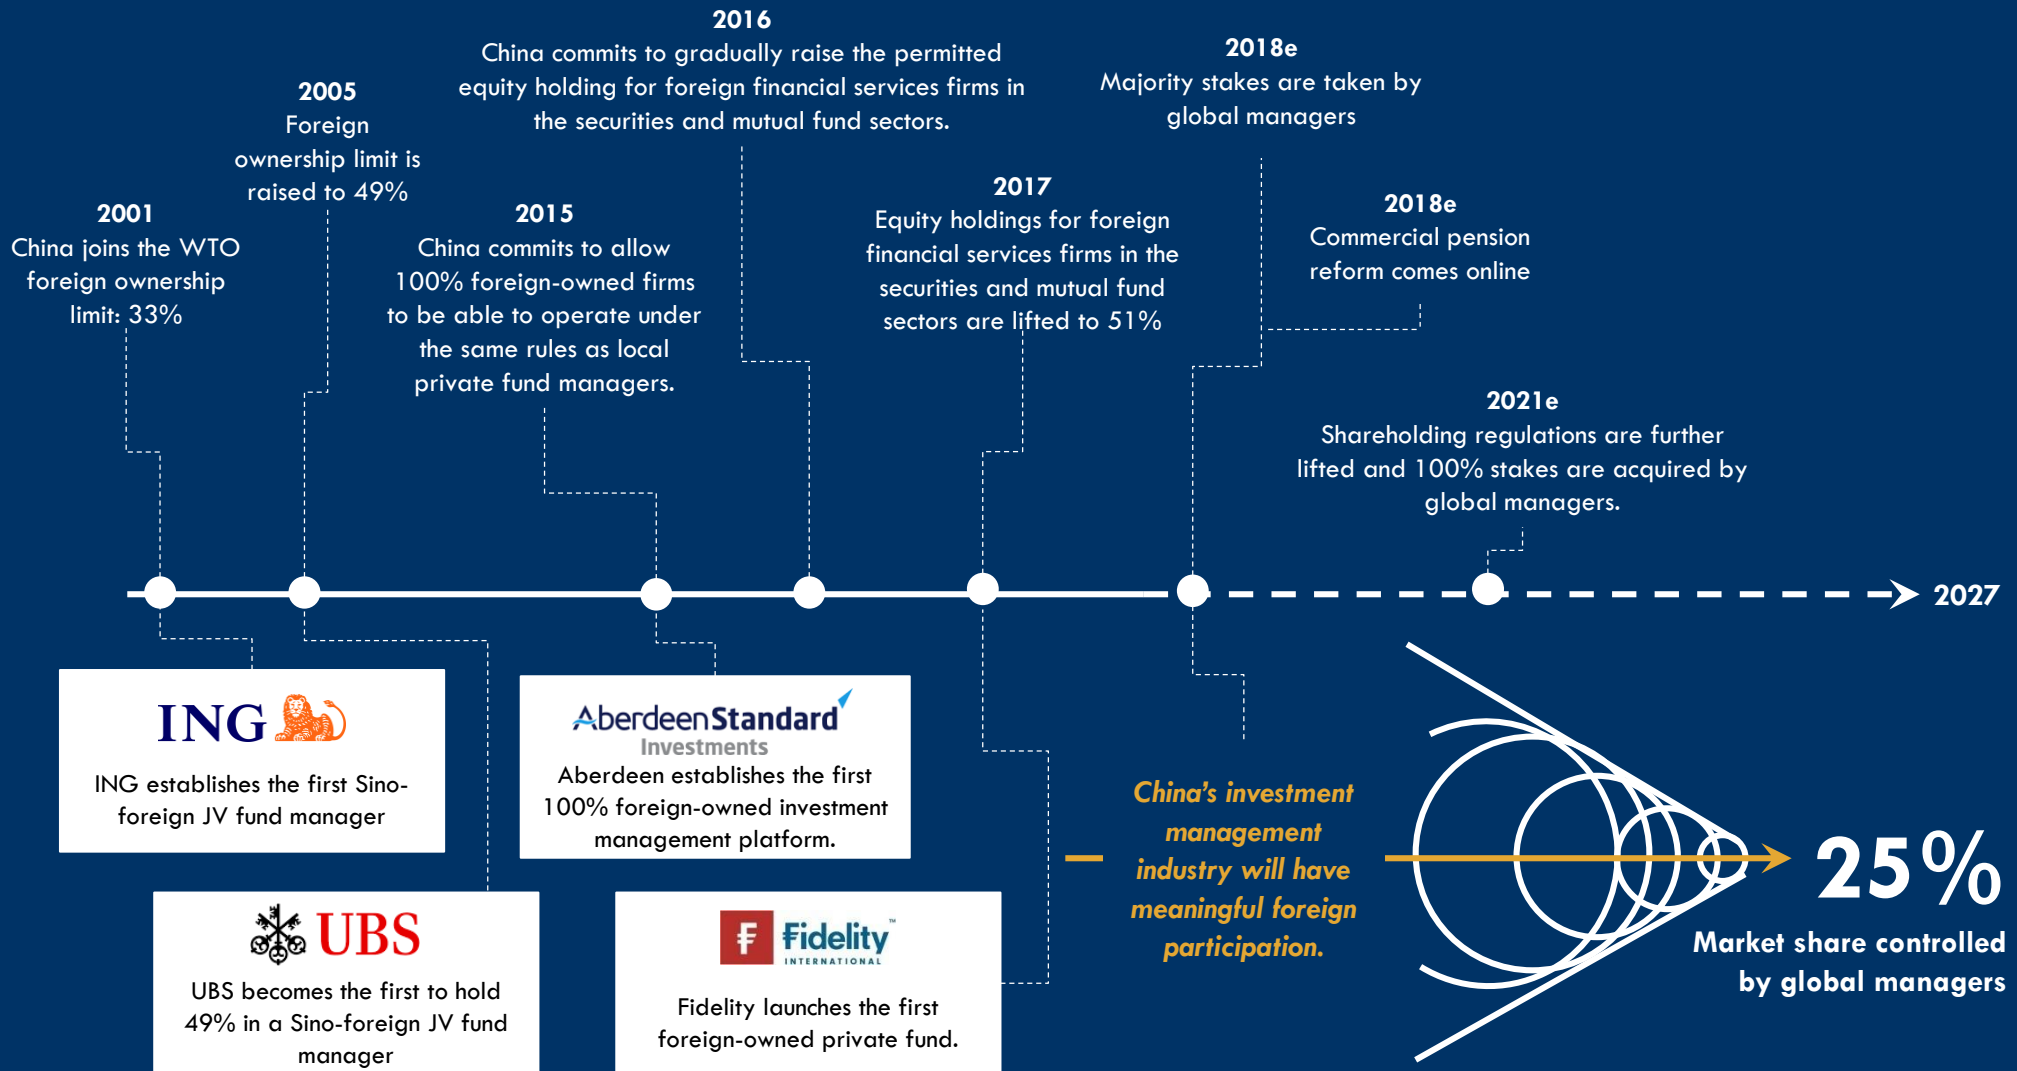 2001
China joins the WTO
foreign ownership
limit: 33%
2005
Foreign
ownership limit is
raised to 49%
2015
China commits to allow
100% foreign-owned firms
to be able to operate under
the same rules as local
private fund managers.
2016
China commits to gradually raise the permitted
equity holding for foreign financial services firms in
the securities and mutual fund sectors.
2017
Equity holdings for foreign
financial services firms in the
securities and mutual fund
sectors are lifted to 51%
2018e
Majority stakes are taken by
global managers
2018e
Commercial pension
reform comes online
2021e
Shareholding regulations are further
lifted and 100% stakes are acquired by
global managers.
2027
ING
ING establishes the first Sino-
foreign JV fund manager
UBS
UBS becomes the first to hold
49% in a Sino-foreign JV fund
manager
AberdeenStandard
Investments
Aberdeen establishes the first
100% foreign-owned investment
management platform.
Fidelity™
INTERNATIONAL
Fidelity launches the first
foreign-owned private fund.
China's investment
management
industry will have
meaningful foreign
participation.
25%
Market share controlled
by global managers